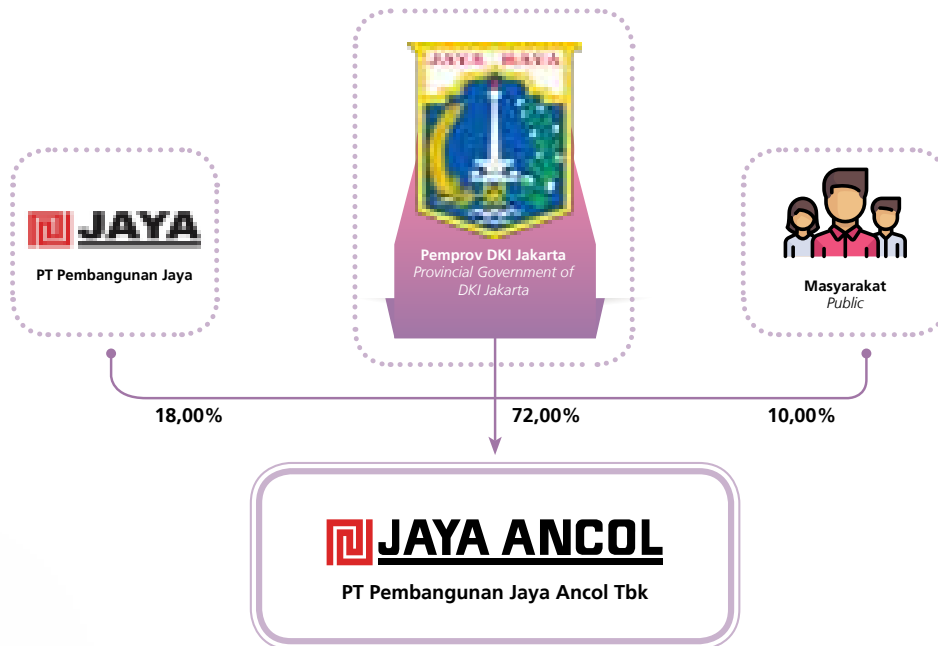 JAYA RAYA
JAYA
PT Pembangunan Jaya
Pemprov DKI Jakarta
Provincial Government of
DKI Jakarta
Masyarakat
Public
18,00%
72,00%
10,00%
JAYA ANCOL
PT Pembangunan Jaya Ancol Tbk